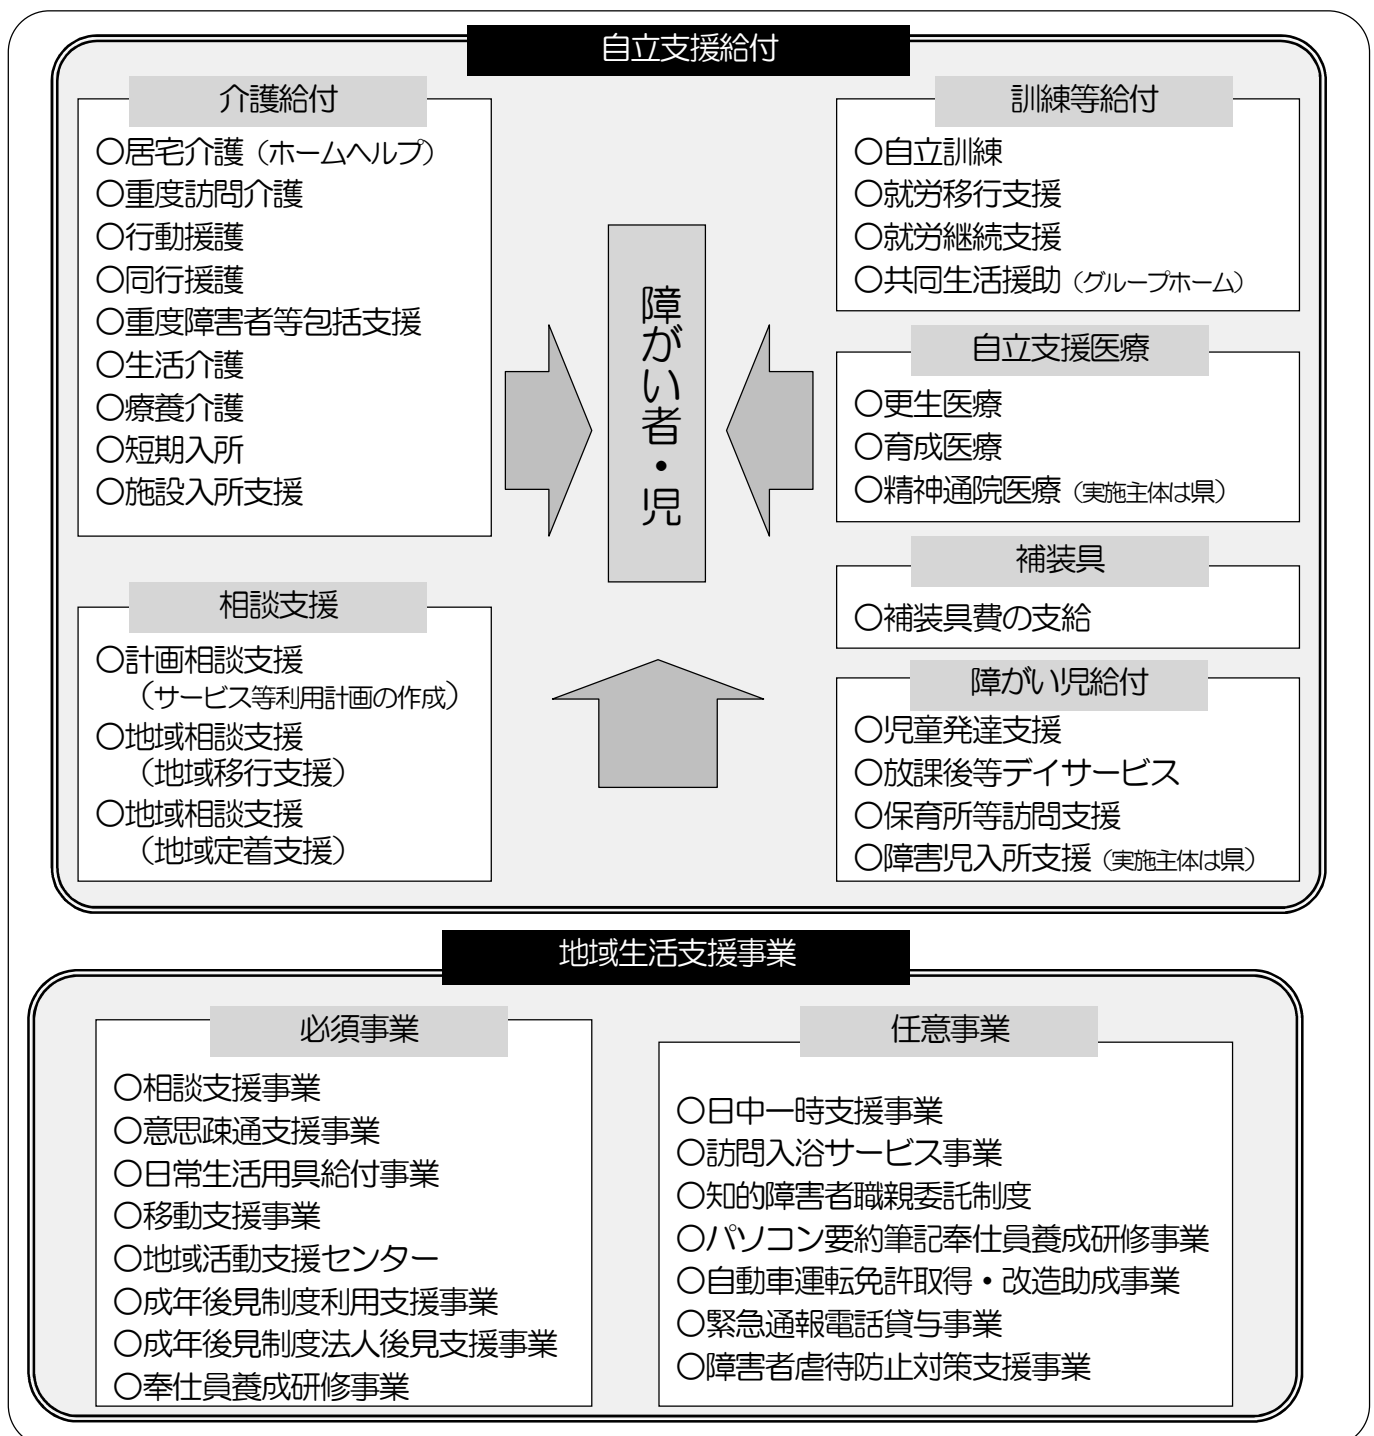 自立支援給付
介護給付
○居宅介護（ホームヘルプ）
○重度訪問介護
○行動援護
○同行援護
○重度障害者等包括支援
○生活介護
○療養介護
○短期入所
○施設入所支援
相談支援
○計画相談支援
（サービス等利用計画の作成）
○地域相談支援
（地域移行支援）
○地域相談支援
（地域定着支援）
障がい者・児
訓練等給付
○自立訓練
○就労移行支援
○就労継続支援
○共同生活援助（グループホーム）
自立支援医療
○更生医療
○育成医療
○精神通院医療（実施主体は県）
補装具
○補装具費の支給
障がい児給付
○児童発達支援
○放課後等デイサービス
○保育所等訪問支援
○障害児入所支援（実施主体は県）
地域生活支援事業
必須事業
○相談支援事業
○意思疎通支援事業
○日常生活用具給付事業
○移動支援事業
○地域活動支援センター
○成年後見制度利用支援事業
○成年後見制度法人後見支援事業
○奉仕員養成研修事業
任意事業
○日中一時支援事業
○訪問入浴サービス事業
○知的障害者職親委託制度
○パソコン要約筆記奉仕員養成研修事業
○自動車運転免許取得・改造助成事業
○緊急通報電話貸与事業
○障害者虐待防止対策支援事業